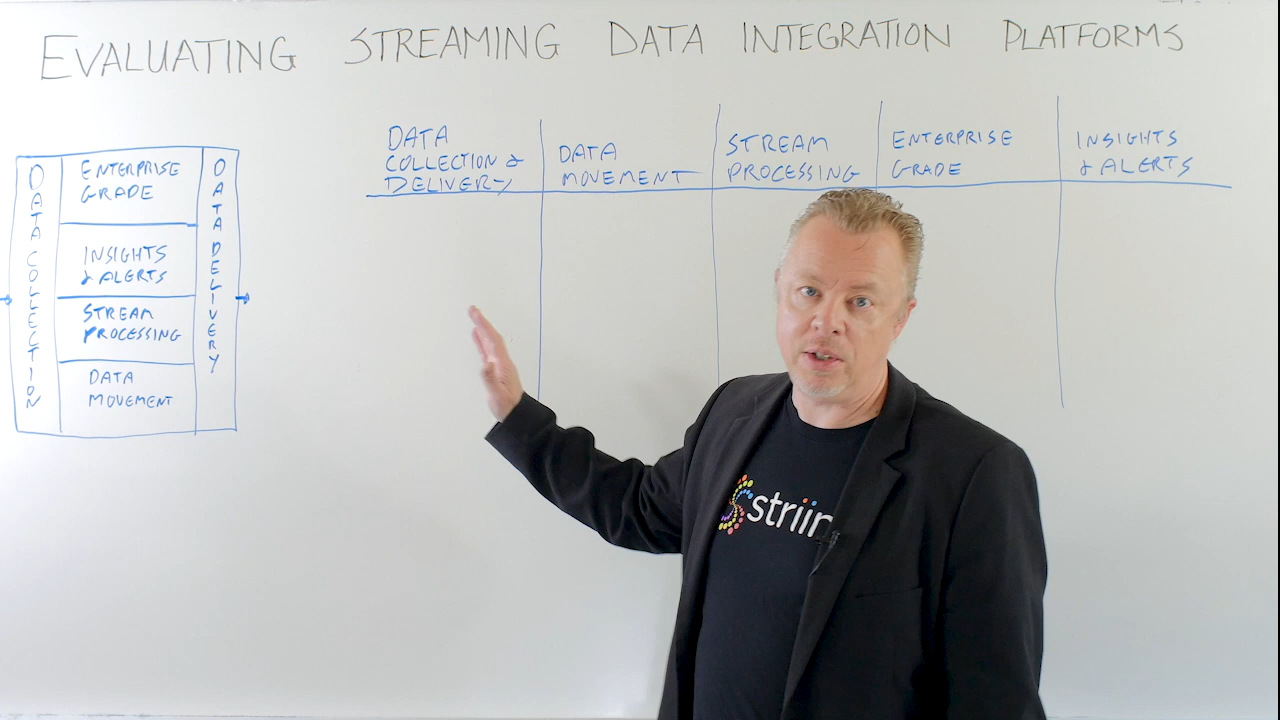 EVALUATING STREAMING DATA INTEGRATION PLATFORMS
DATA COLLECTION
ENTERPRISE
GRADE
INSIGHTS
& ALERTS
STREAM
PROCESSING
DATA
MOVEMENT
DATA DELIVERY
DATA
COLLECTION &
DELIVERY
DATA
MOVEMENT
STREAM
PROCESSING
ENTERPRISE
GRADE
INSIGHTS
& ALERTS
striim